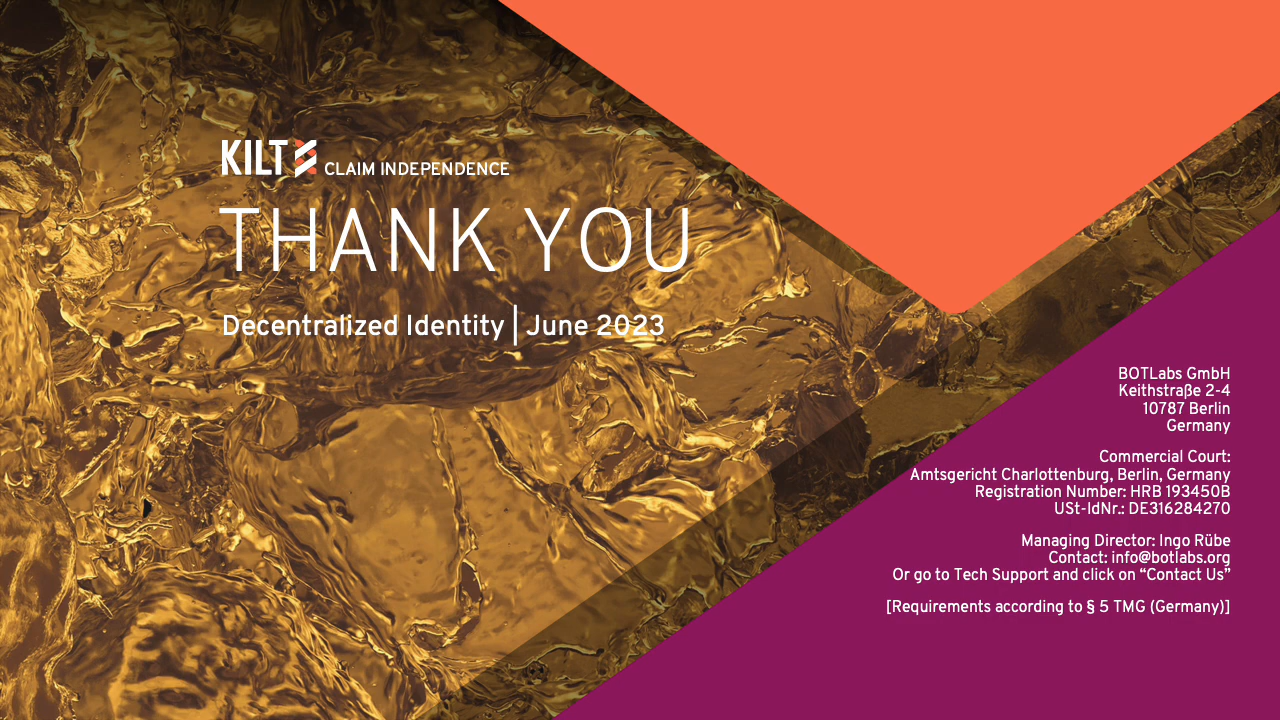 KILT CLAIM INDEPENDENCE
THANK YOU
Decentralized Identity | June 2023
BOTLabs GmbH
Keithstraße 2-4
10787 Berlin
Germany
Commercial Court:
Amtsgericht Charlottenburg, Berlin, Germany
Registration Number: HRB 193450B
USt-IdNr.: DE316284270
Managing Director: Ingo Rübe
Contact: info@botlabs.org
Or go to Tech Support and click on “Contact Us”
[Requirements according to § 5 TMG (Germany)]